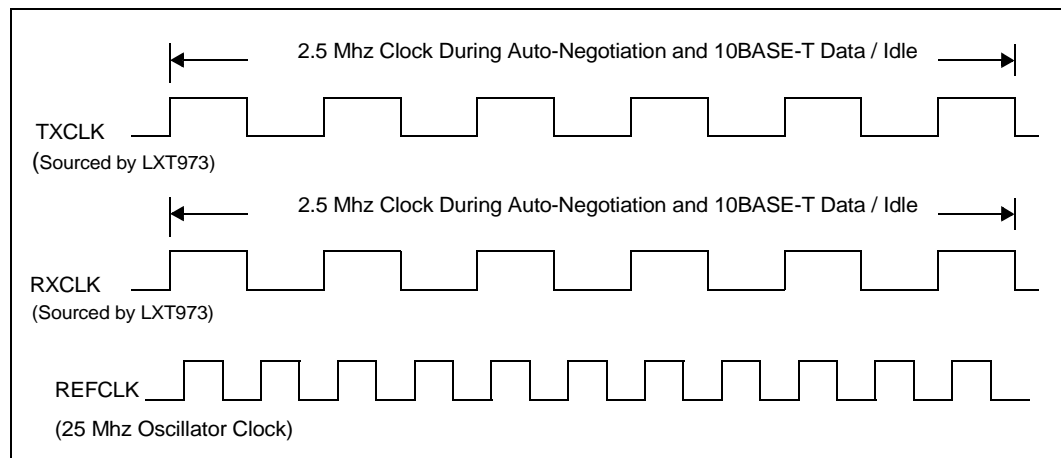 2.5 Mhz Clock During Auto-Negotiation and 10BASE-T Data / Idle
TXCLK
(Sourced by LXT973)
2.5 Mhz Clock During Auto-Negotiation and 10BASE-T Data / Idle
RXCLK
(Sourced by LXT973)
REFCLK
(25 Mhz Oscillator Clock)